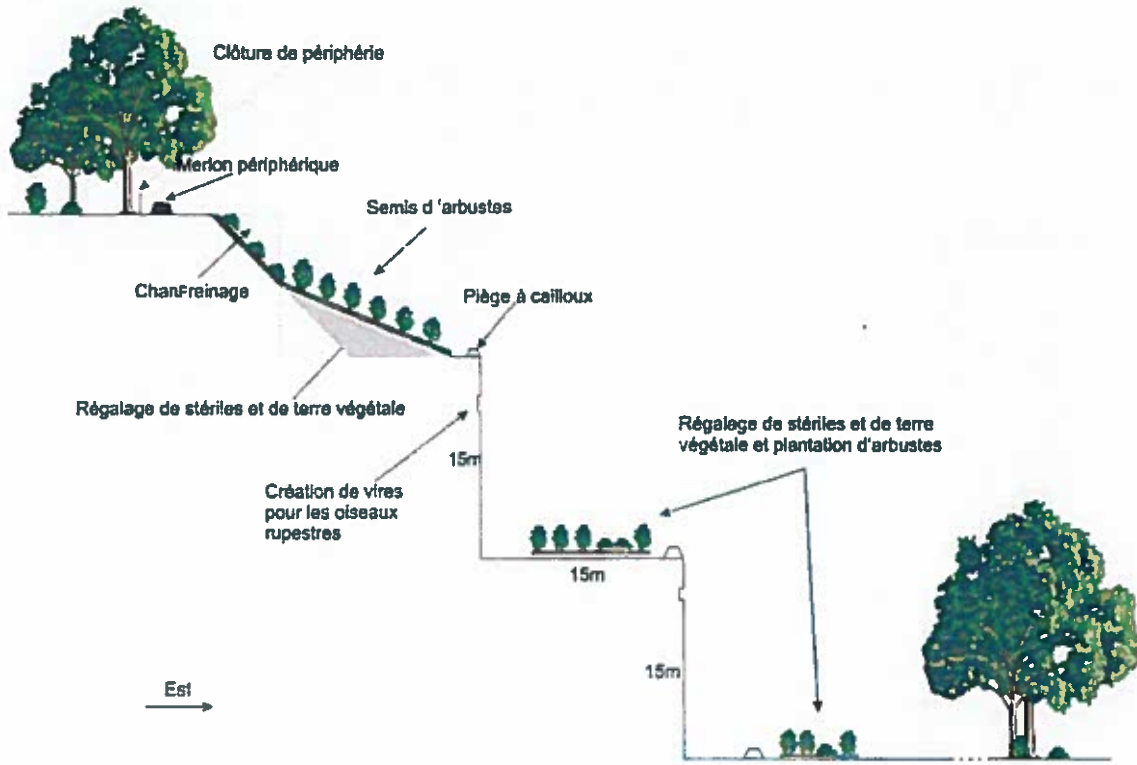 Clôture de périphérie
Merlon périphérique
Semis d'arbustes
Chanfreinage
Piège à cailloux
Régalage de stériles et de terre végétale
Régalage de stériles et de terre
végétale et plantation d'arbustes
15m
Création de vires
pour les oiseaux
rupestres
15m
15m
Est